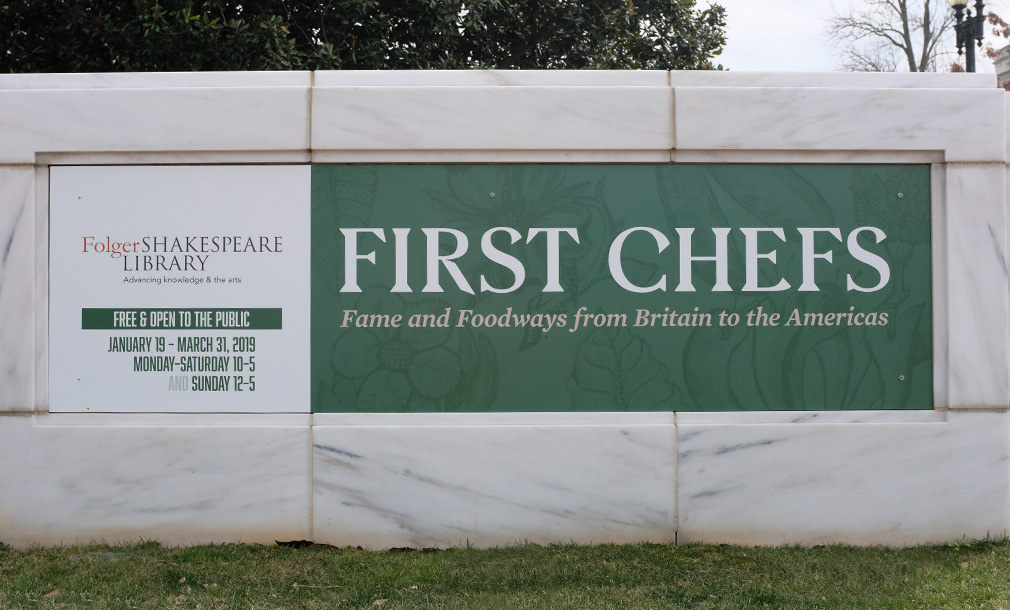 FolgerSHAKESPEARE
LIBRARY
Advancing knowledge & the arts
FREE & OPEN TO THE PUBLIC
JANUARY 19 – MARCH 31, 2019
MONDAY–SATURDAY 10–5
AND SUNDAY 12–5
FIRST CHEFS
Fame and Foodways from Britain to the Americas